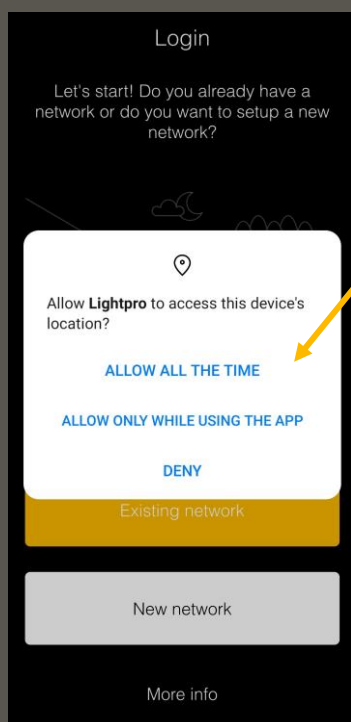 Login
Let's start! Do you already have a
network or do you want to setup a new
network?
Allow Lightpro to access this device's
location?
ALLOW ALL THE TIME
ALLOW ONLY WHILE USING THE APP
DENY
Existing network
New network
More info